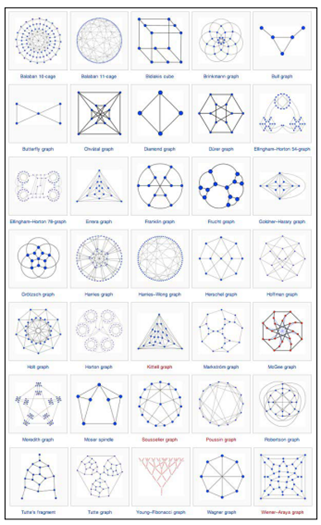 Balaban 10-cage
Balaban 11-cage
Bidiakis cube
Brinkmann graph
Bull graph
Butterfly graph
Chvátal graph
Diamond graph
Dürer graph
Ellingham-Horton 54-graph
Ellingham-Horton 78-graph
Errera graph
Franklin graph
Frucht graph
Goldner-Harary graph
Grötzsch graph
Harries graph
Harries-Wong graph
Herschel graph
Hoffman graph
Holt graph
Horton graph
Kittell graph
Markström graph
McGee graph
Meredith graph
Moser spindle
Sousselier graph
Poussin graph
Robertson graph
Tutte's fragment
Tutte graph
Young-Fibonacci graph
Wagner graph
Wiener-Araya graph